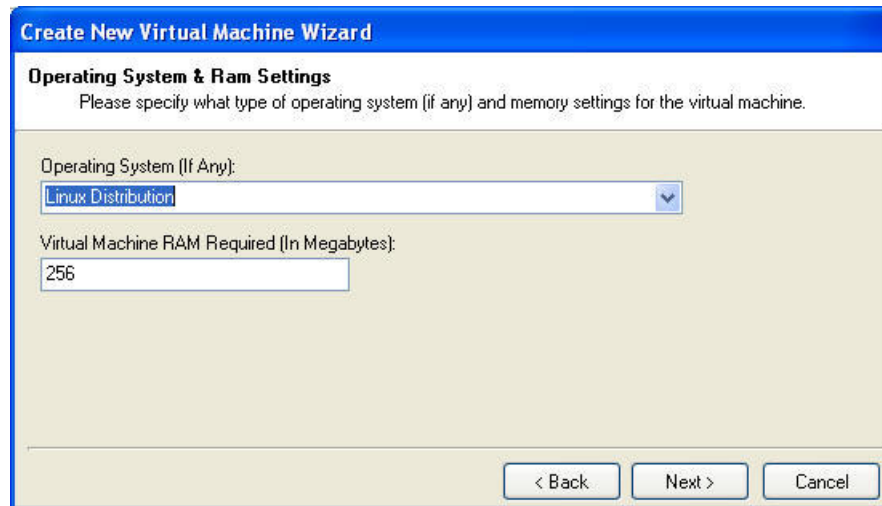 Create New Virtual Machine Wizard
Operating System & Ram Settings
Please specify what type of operating system (if any) and memory settings for the virtual machine.
Operating System (If Any):
Linux Distribution
Virtual Machine RAM Required (In Megabytes):
256
< Back
Next >
Cancel